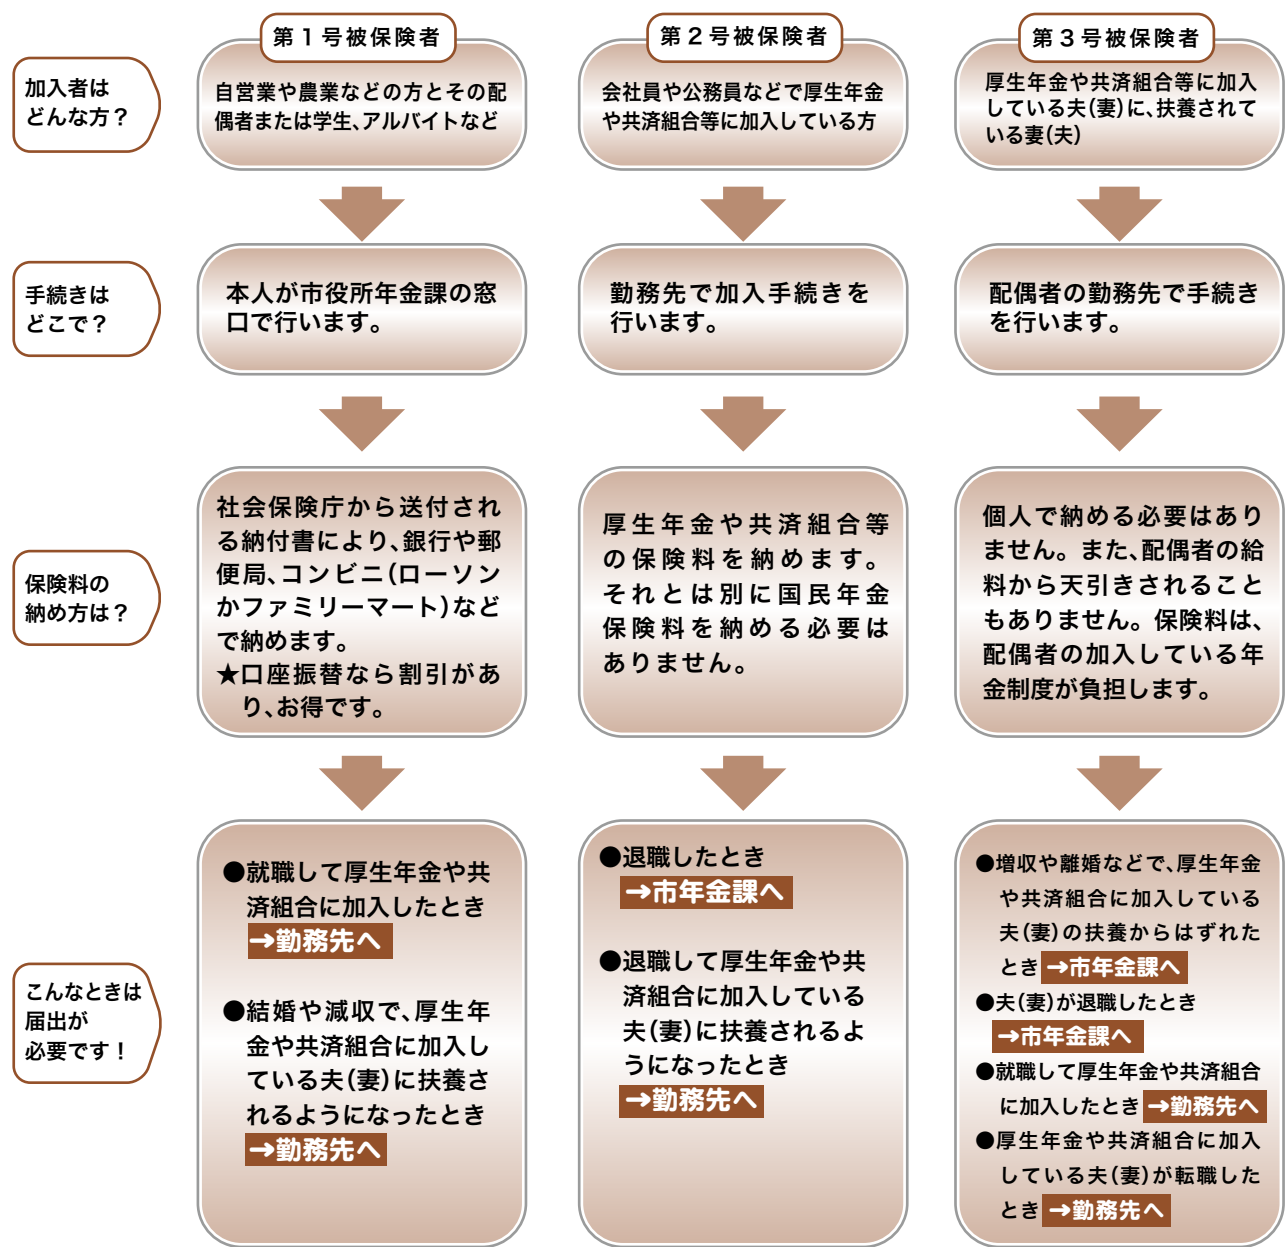 第1号被保険者
第2号被保険者
第3号被保険者
加入者は
どんな方？
自営業や農業などの方とその配
偶者または学生、アルバイトなど
会社員や公務員などで厚生年金
や共済組合等に加入している方
厚生年金や共済組合等に加入
している夫(妻)に、扶養されて
いる妻(夫)
手続きは
どこで？
本人が市役所年金課の窓
口で行います。
勤務先で加入手続きを
行います。
配偶者の勤務先で手続き
を行います。
保険料の
納め方は？
社会保険庁から送付され
る納付書により、銀行や郵
便局、コンビニ(ローソン
かファミリーマート)など
で納めます。
★口座振替なら割引があ
り、お得です。
厚生年金や共済組合等
の保険料を納めます。
それとは別に国民年金
保険料を納める必要は
ありません。
個人で納める必要はあり
ません。また、配偶者の給
料から天引きされること
もありません。保険料は、
配偶者の加入している年
金制度が負担します。
こんなときは
届出が
必要です！
●就職して厚生年金や共
済組合に加入したとき
→勤務先へ
●結婚や減収で、厚生年
金や共済組合に加入し
ている夫(妻)に扶養さ
れるようになったとき
→勤務先へ
●退職したとき
→市年金課へ
●退職して厚生年金や共
済組合に加入している
夫(妻)に扶養されるよ
うになったとき
→勤務先へ
●増収や離婚などで、厚生年金
や共済組合に加入している
夫(妻)の扶養からはずれた
とき →市年金課へ
●夫(妻)が退職したとき
→市年金課へ
●就職して厚生年金や共済組合
に加入したとき →勤務先へ
●厚生年金や共済組合に加入
している夫(妻)が転職した
とき →勤務先へ